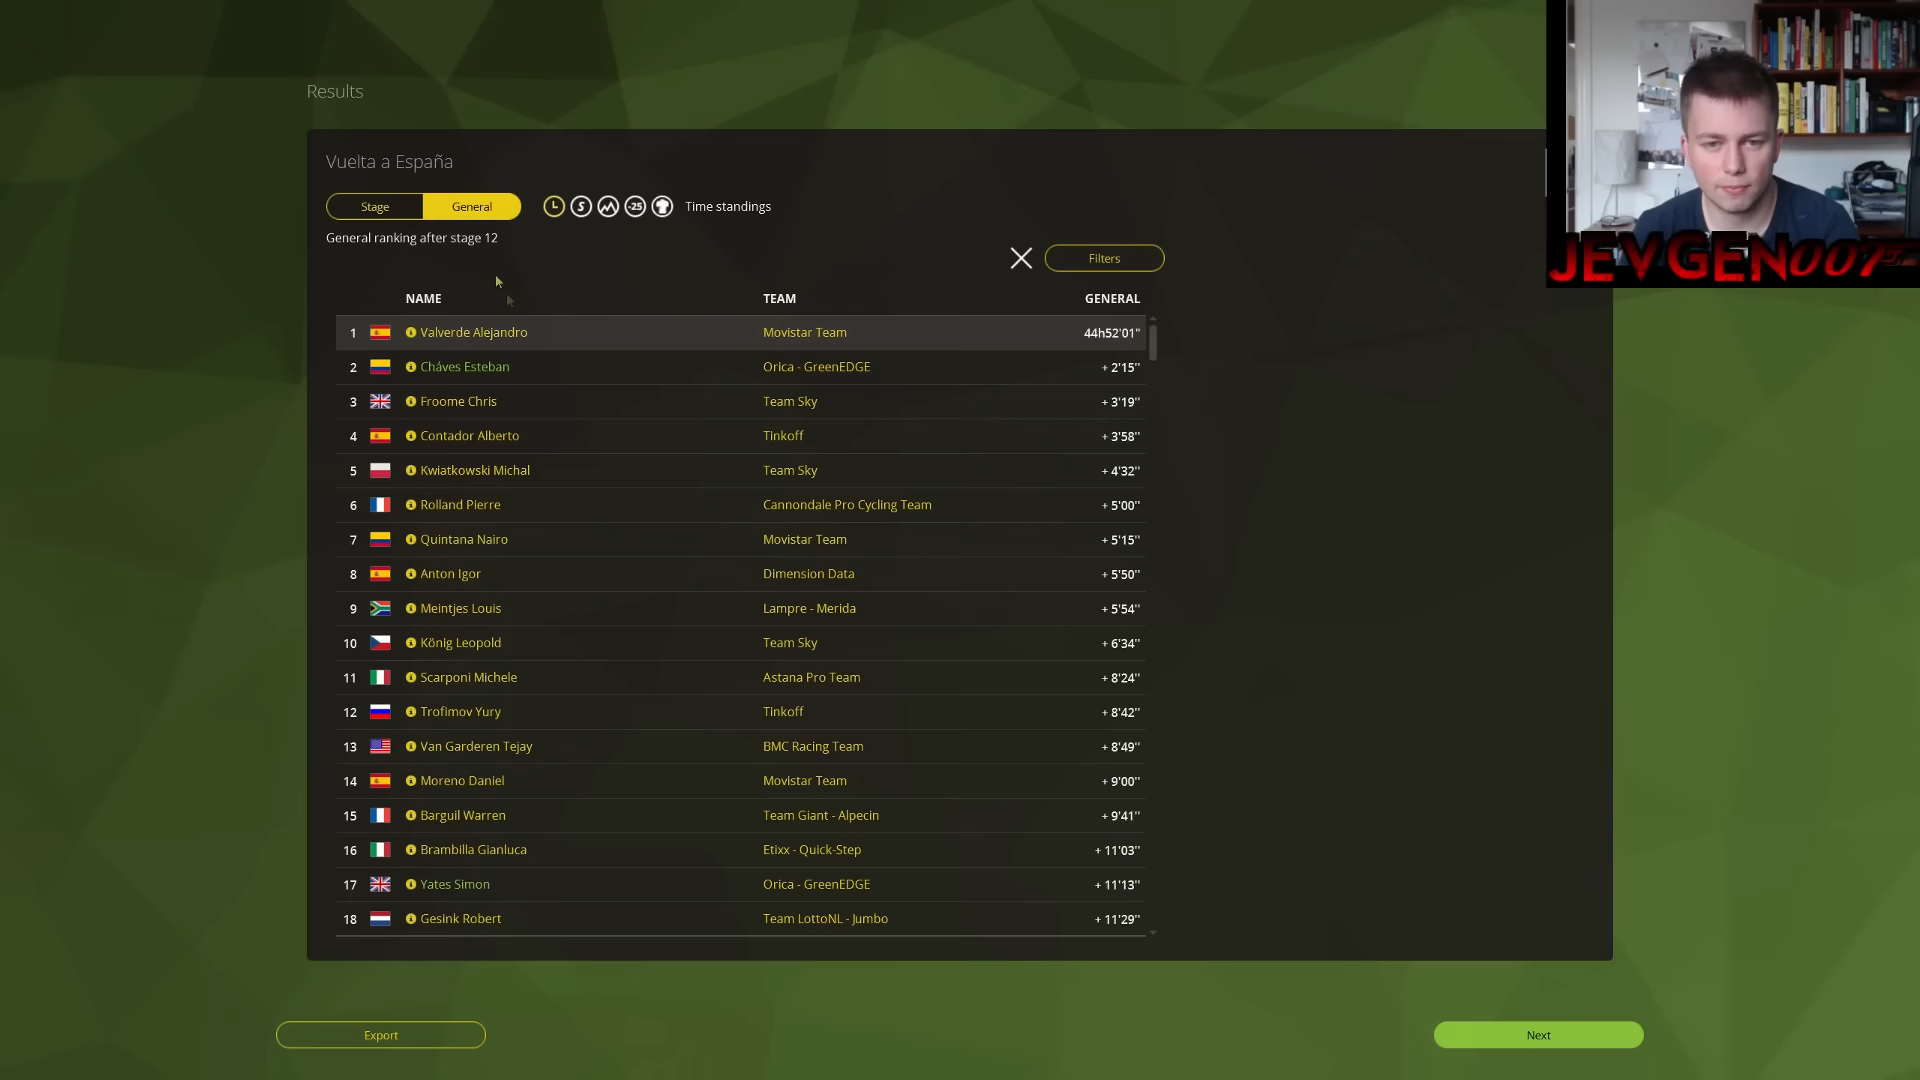 Results
Vuelta a España
Stage General S -25 Time standings
General ranking after stage 12
Filters
NAME TEAM GENERAL
1 Valverde Alejandro Movistar Team 44h52'01"
2 Cháves Esteban Orica - GreenEDGE + 2'15''
3 Froome Chris Team Sky + 3'19''
4 Contador Alberto Tinkoff + 3'58''
5 Kwiatkowski Michal Team Sky + 4'32''
6 Rolland Pierre Cannondale Pro Cycling Team + 5'00''
7 Quintana Nairo Movistar Team + 5'15''
8 Anton Igor Dimension Data + 5'50''
9 Meintjes Louis Lampre - Merida + 5'54''
10 König Leopold Team Sky + 6'34''
11 Scarponi Michele Astana Pro Team + 8'24''
12 Trofimov Yury Tinkoff + 8'42''
13 Van Garderen Tejay BMC Racing Team + 8'49''
14 Moreno Daniel Movistar Team + 9'00''
15 Barguil Warren Team Giant - Alpecin + 9'41''
16 Brambilla Gianluca Etixx - Quick-Step + 11'03''
17 Yates Simon Orica - GreenEDGE + 11'13''
18 Gesink Robert Team LottoNL - Jumbo + 11'29''
Export Next
JEVGEN007